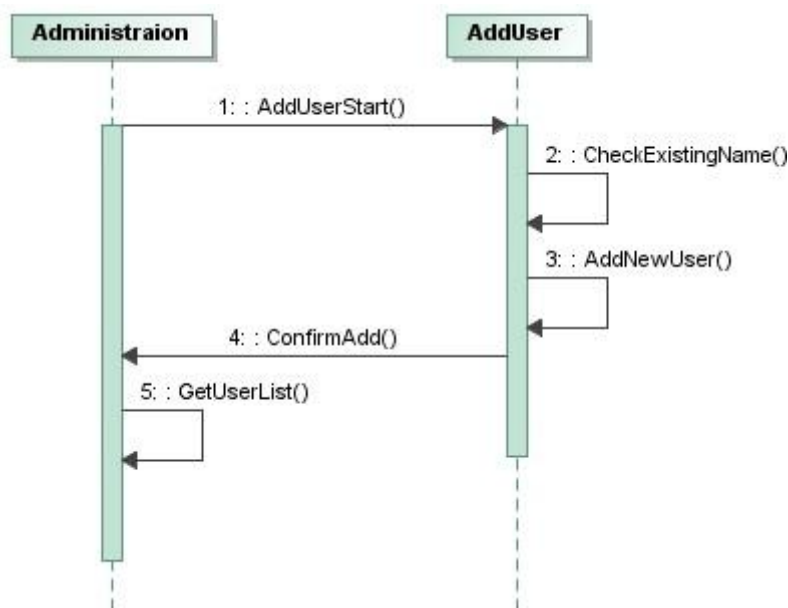 Administraion
AddUser
1: : AddUserStart()
2: : CheckExistingName()
3: : AddNewUser()
4: : ConfirmAdd()
5: : GetUserList()